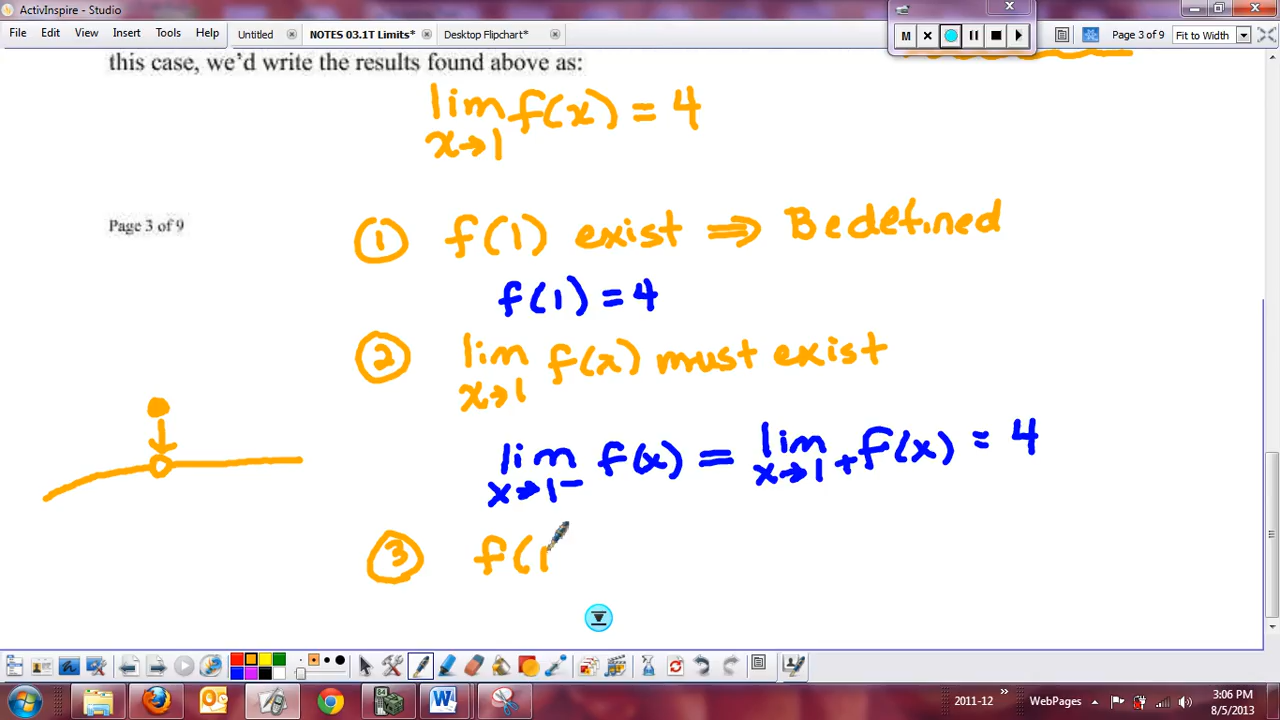 ActivInspire - Studio
File Edit View Insert Tools Help Untitled NOTES 03.1T Limits* Desktop Flipchart* M Page 3 of 9 Fit to Width
this case, we'd write the results found above as:
lim f(x) = 4
x→1
Page 3 of 9
① f(1) exist ⇒ Be defined
f(1) = 4
② lim f(x) must exist
x→1
lim f(x) = lim f(x) = 4
x→1− x→1+
③ f(1
2011-12 WebPages 3:06 PM
8/5/2013